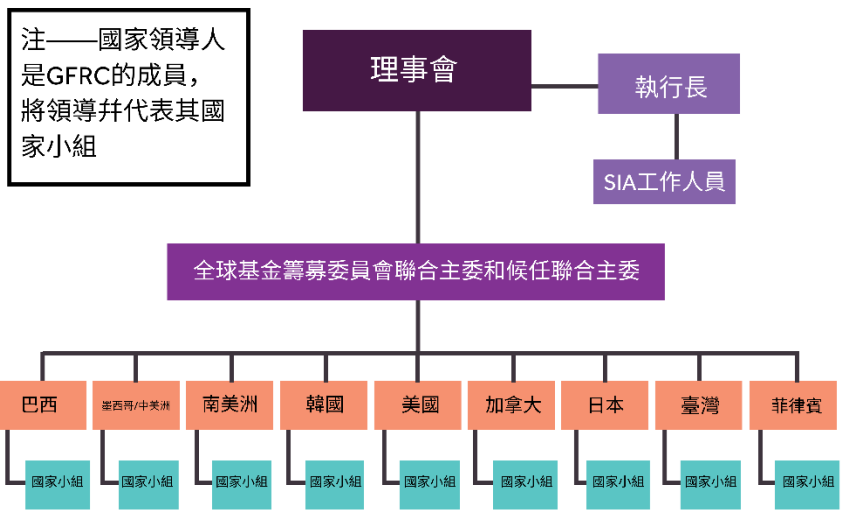 注——國家領導人
是GFRC的成員，
將領導幷代表其國
家小組
理事會
執行長
SIA工作人員
全球基金籌募委員會聯合主委和候任聯合主委
巴西
墨西哥/中美洲
南美洲
韓國
美國
加拿大
日本
臺灣
菲律賓
國家小組
國家小組
國家小組
國家小組
國家小組
國家小組
國家小組
國家小組
國家小組